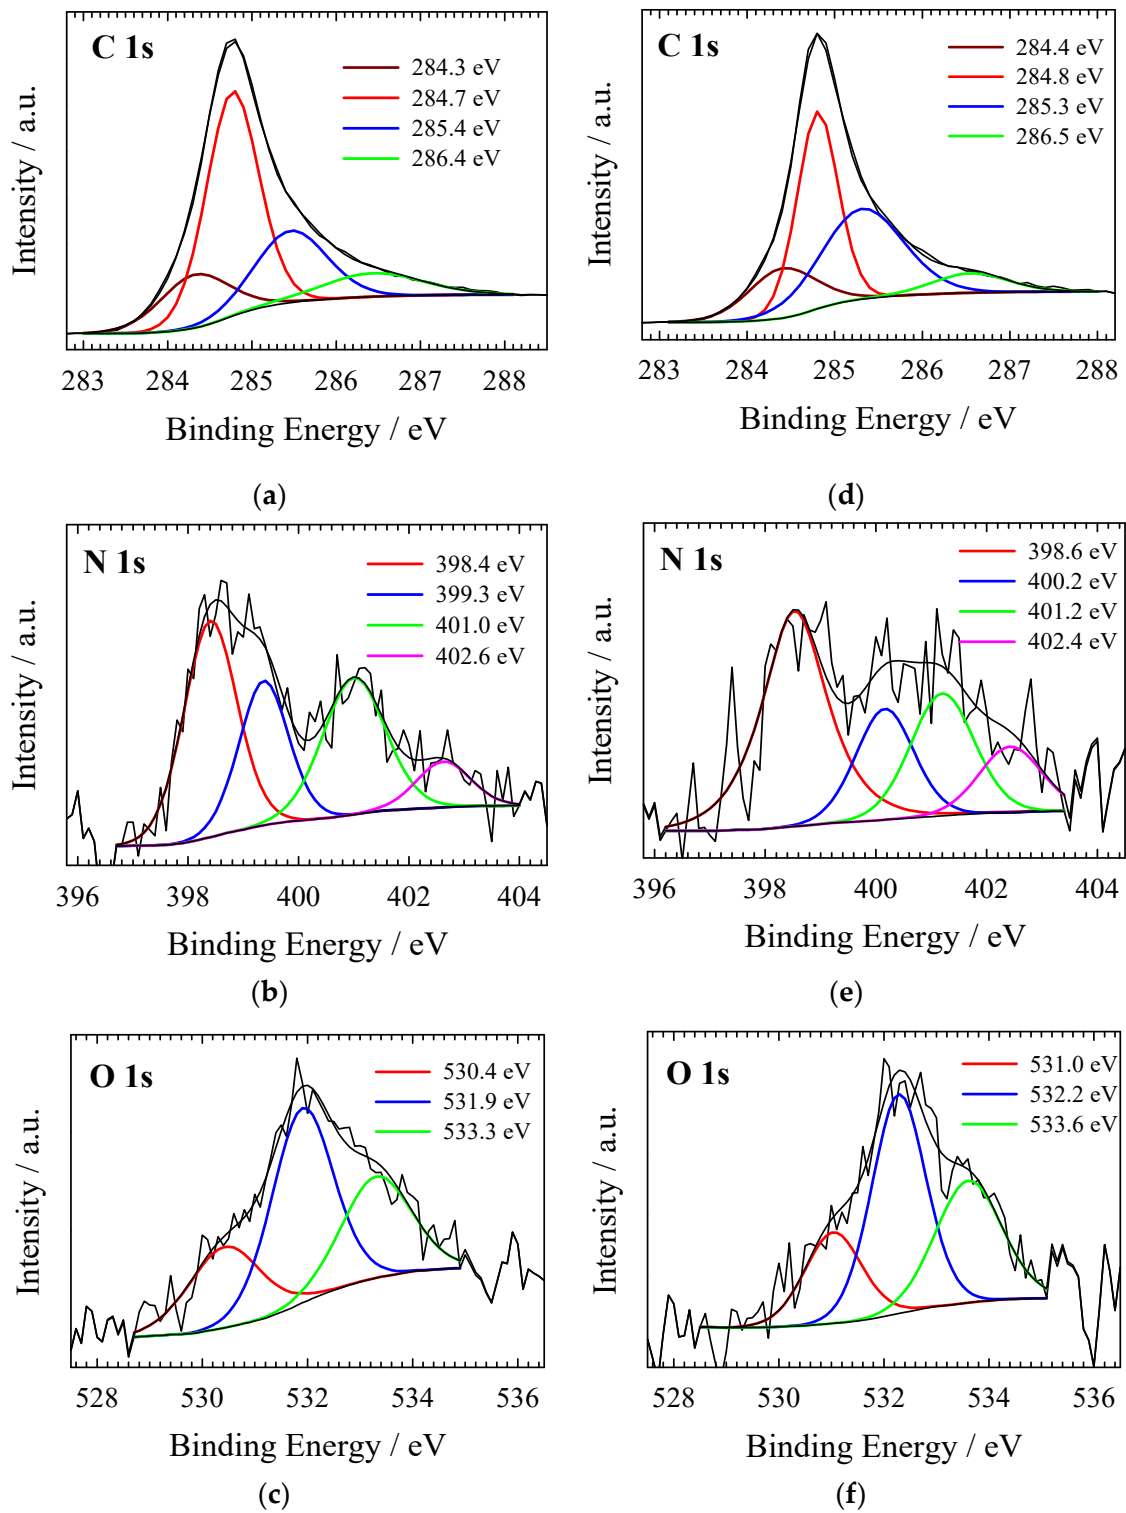 C 1s
284.3 eV
284.7 eV
285.4 eV
286.4 eV
Intensity / a.u.
283 284 285 286 287 288
Binding Energy / eV
(a)
C 1s
284.4 eV
284.8 eV
285.3 eV
286.5 eV
Intensity / a.u.
283 284 285 286 287 288
Binding Energy / eV
(d)
N 1s
398.4 eV
399.3 eV
401.0 eV
402.6 eV
Intensity / a.u.
396 398 400 402 404
Binding Energy / eV
(b)
N 1s
398.6 eV
400.2 eV
401.2 eV
402.4 eV
Intensity / a.u.
396 398 400 402 404
Binding Energy / eV
(e)
O 1s
530.4 eV
531.9 eV
533.3 eV
Intensity / a.u.
528 530 532 534 536
Binding Energy / eV
(c)
O 1s
531.0 eV
532.2 eV
533.6 eV
Intensity / a.u.
528 530 532 534 536
Binding Energy / eV
(f)